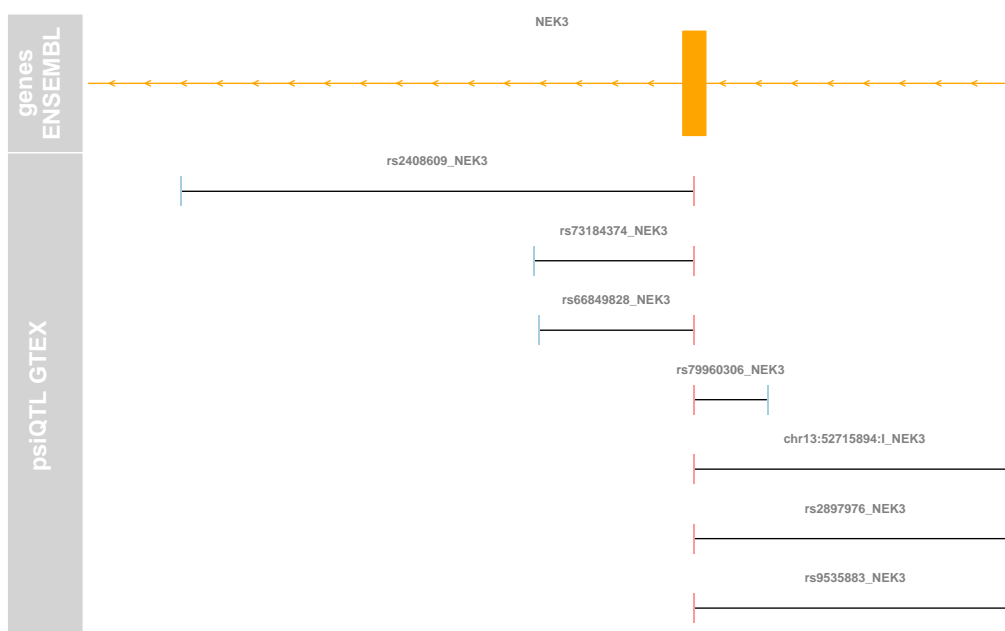 NEK3
genes
ENSEMBL
rs2408609_NEK3
rs73184374_NEK3
rs66849828_NEK3
rs79960306_NEK3
chr13:52715894:I_NEK3
rs2897976_NEK3
rs9535883_NEK3
psiQTL GTEX